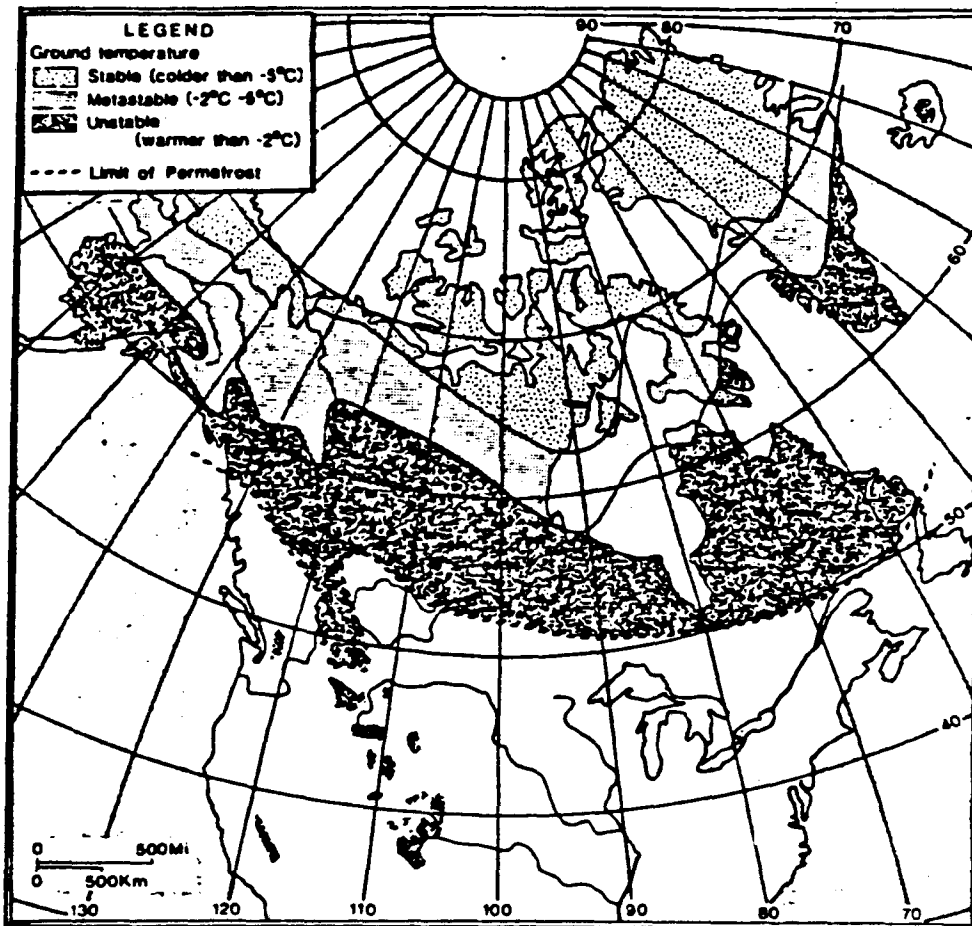 LEGEND
Ground temperature
Stable (colder than -5°C)
Metastable (-2°C -5°C)
Unstable
(warmer than -2°C)
---- Limit of Permafrost
90
80
70
60
50
40
0 500Mi
0 500Km
130
120
110
100
90
80
70